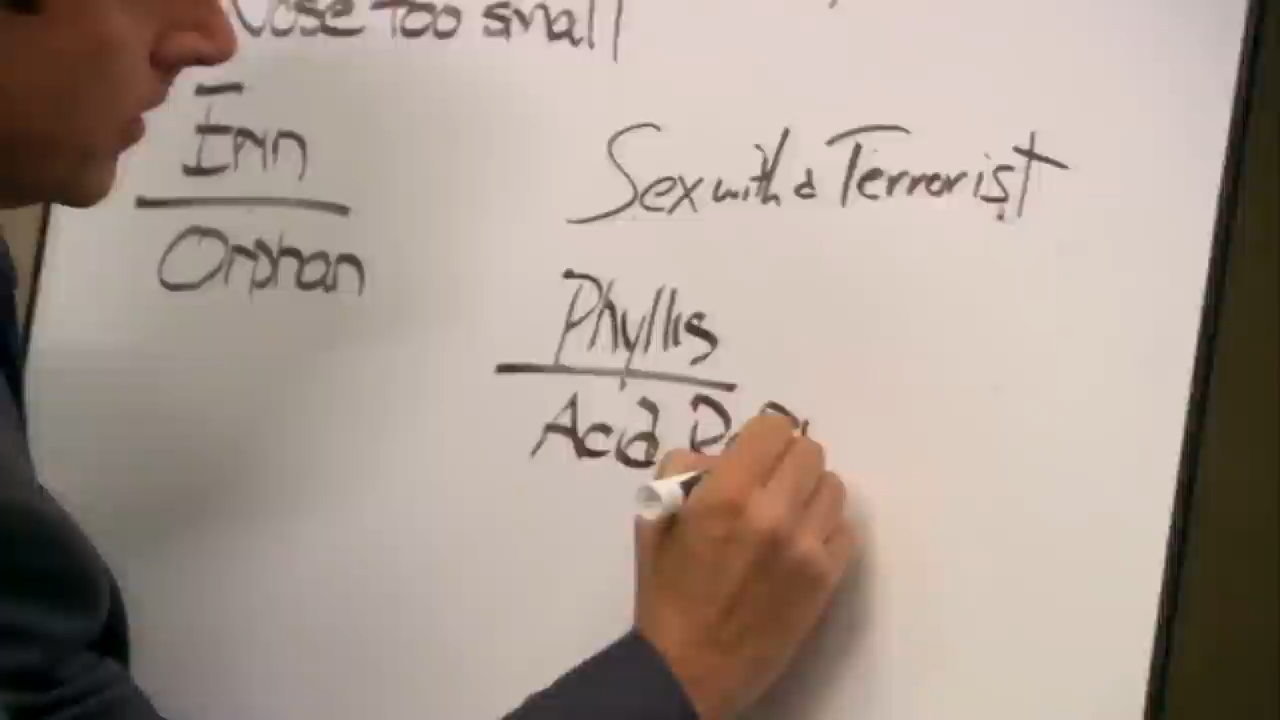 Nose too small
Erin
Orphan
Sex with a Terrorist
Phyllis
Acid